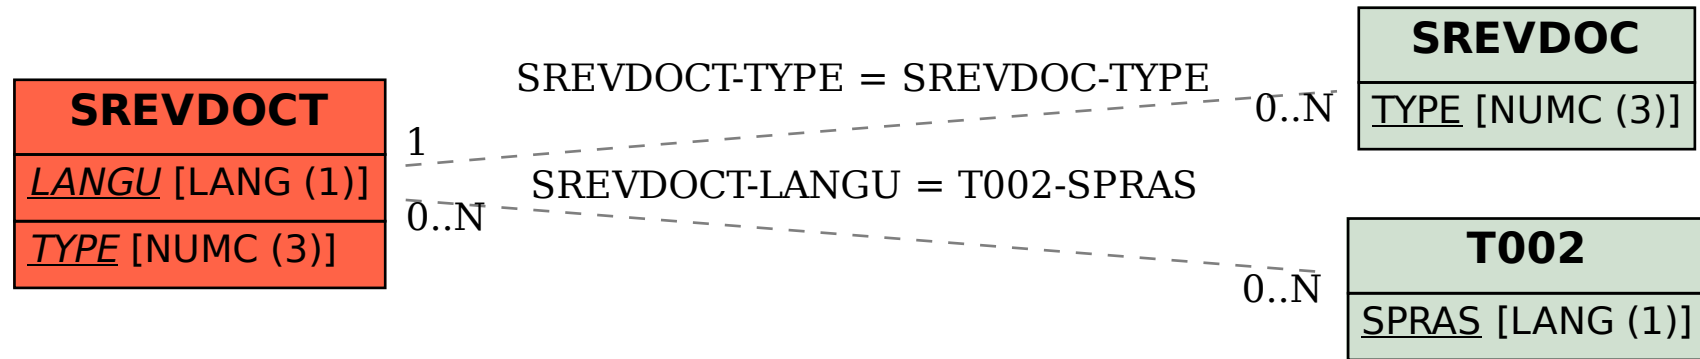 SREVDOCT
LANGU [LANG (1)]
TYPE [NUMC (3)]
SREVDOCT-TYPE = SREVDOC-TYPE
1
0..N
SREVDOCT-LANGU = T002-SPRAS
0..N
0..N
SREVDOC
TYPE [NUMC (3)]
T002
SPRAS [LANG (1)]